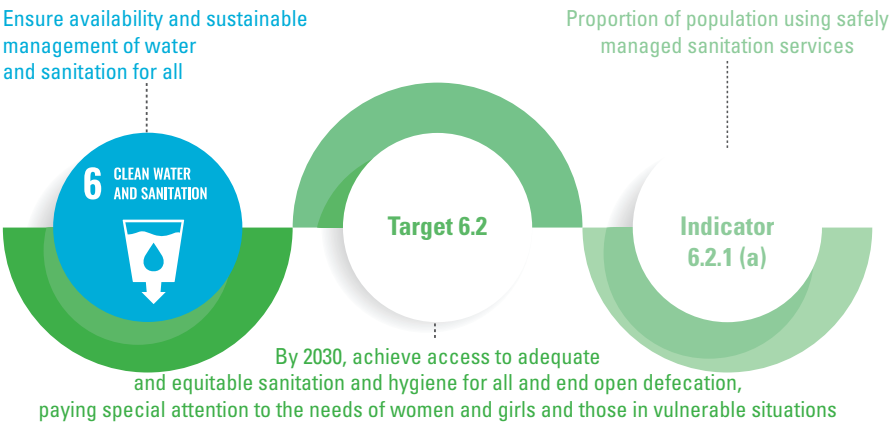 Ensure availability and sustainable
management of water
and sanitation for all
Proportion of population using safely
managed sanitation services
6 CLEAN WATER
AND SANITATION
Target 6.2
Indicator
6.2.1 (a)
By 2030, achieve access to adequate
and equitable sanitation and hygiene for all and end open defecation,
paying special attention to the needs of women and girls and those in vulnerable situations